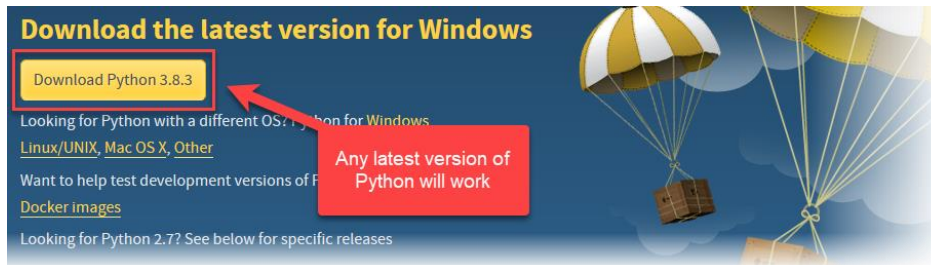 Download the latest version for Windows
Download Python 3.8.3
Looking for Python with a different OS? Python for Windows
Linux/UNIX, Mac OS X, Other
Any latest version of
Python will work
Want to help test development versions of
Docker images
Looking for Python 2.7? See below for specific releases